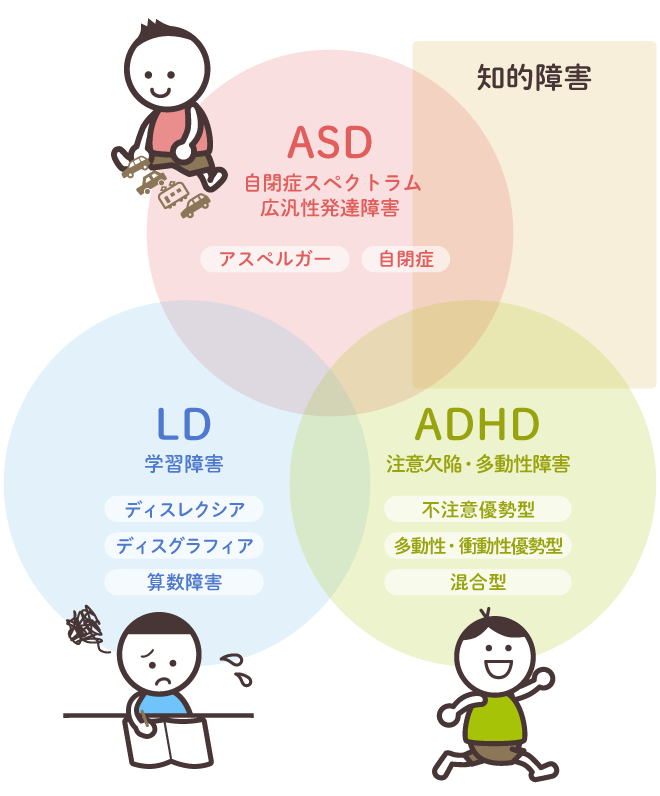 知的障害
ASD
自閉症スペクトラム
広汎性発達障害
アスペルガー
自閉症
LD
学習障害
ディスレクシア
ディスグラフィア
算数障害
ADHD
注意欠陥・多動性障害
不注意優勢型
多動性・衝動性優勢型
混合型